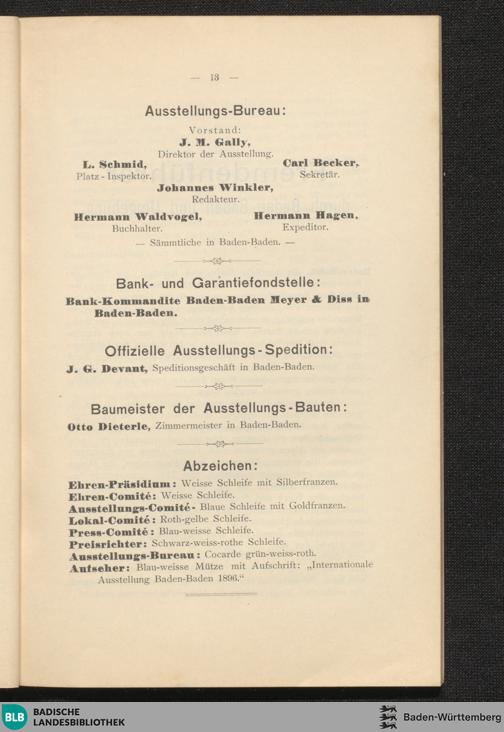 — 13 —
Ausstellungs-Bureau:
Vorstand:
J. M. Gally,
Direktor der Ausstellung.
L. Schmid, Carl Becker,
Platz-Inspektor. Sekretär.
Johannes Winkler,
Redakteur.
Hermann Waldvogel, Hermann Hagen,
Buchhalter. Expeditor.
— Sämmtliche in Baden-Baden. —
Bank- und Garantiefondstelle:
Bank-Kommandite Baden-Baden Meyer & Diss in
Baden-Baden.
Offizielle Ausstellungs-Spedition:
J. G. Devant, Speditionsgeschäft in Baden-Baden.
Baumeister der Ausstellungs-Bauten:
Otto Dieterle, Zimmermeister in Baden-Baden.
Abzeichen:
Ehren-Präsidium: Weisse Schleife mit Silberfranzen.
Ehren-Comité: Weisse Schleife.
Ausstellungs-Comité- Blaue Schleife mit Goldfranzen.
Lokal-Comité: Roth-gelbe Schleife.
Press-Comité: Blau-weisse Schleife.
Preisrichter: Schwarz-weiss-rothe Schleife.
Ausstellungs-Bureau: Cocarde grün-weiss-roth.
Aufseher: Blau-weisse Mütze mit Aufschrift: „Internationale
Ausstellung Baden-Baden 1896.“
BLB BADISCHE
LANDESBIBLIOTHEK
Baden-Württemberg